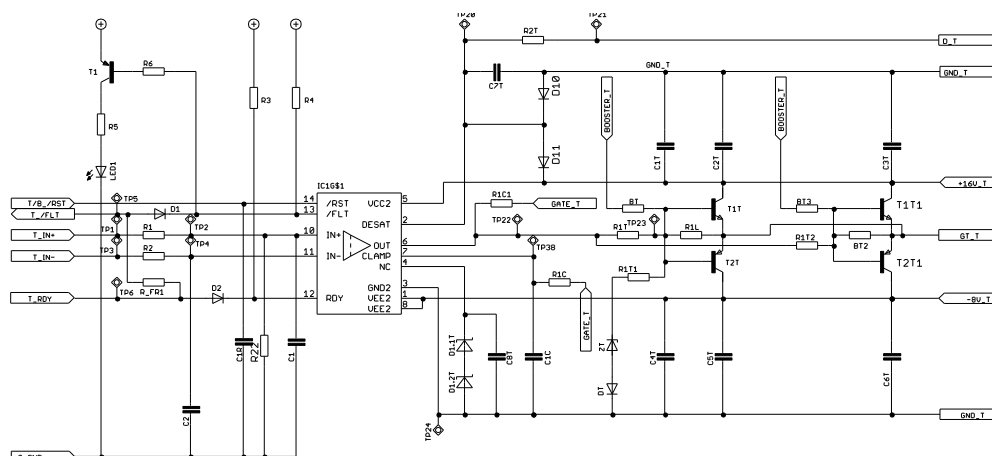 TP20
TP21
R2T
D_T
T1
R6
C7T
GND_T
GND_T
R3
R4
D10
BOOSTER_T
BOOSTER_T
R5
D11
C1T
C2T
C3T
LED1
IC1G$1
+16V_T
T/B_/RST
TP5
14
/RST
VCC2
5
R1C1
GATE_T
BT
T1T
BT3
T1T1
T_/FLT
D1
13
/FLT
TP1
TP2
DESAT
2
TP22
TP23
T_IN+
R1
10
IN+
R1T
R1L
GT_T
TP3
TP4
OUT
6
TP38
R1T2
BT2
T_IN-
R2
11
IN-
CLAMP
7
NC
4
R1T1
T2T
T2T1
TP6
R_FR1
D2
GND2
3
R1C
T_RDY
12
RDY
VEE2
1
-8V_T
VEE2
8
GATE_T
C1R
R22
C1
D1.1T
C8T
C1C
ZT
C4T
C5T
D1.2T
DT
C6T
C2
TP24
GND_T